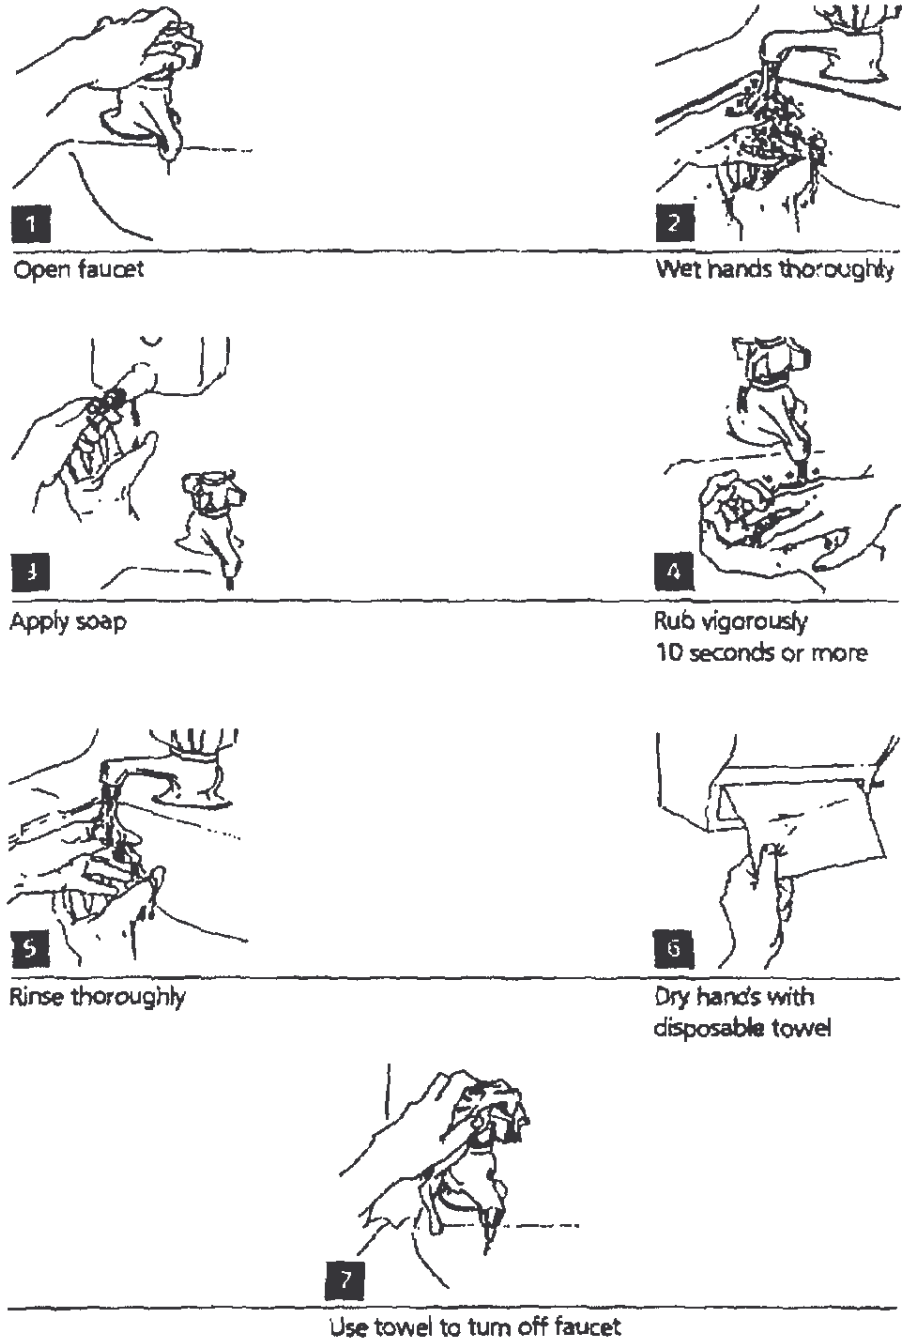 1
2
Open faucet
Wet hands thoroughly
3
4
Apply soap
Rub vigorously
10 seconds or more
5
6
Rinse thoroughly
Dry hands with
disposable towel
7
Use towel to turn off faucet